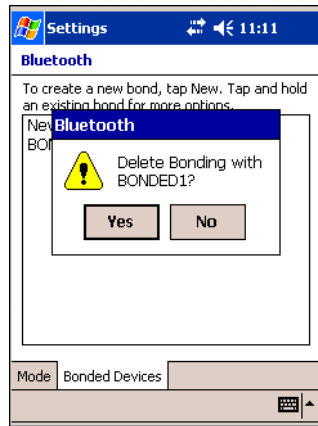 Settings 11:11
Bluetooth
To create a new bond, tap New. Tap and hold
an existing bond for more options.
Bluetooth
Delete Bonding with
BONDED1?
Yes No
Mode Bonded Devices